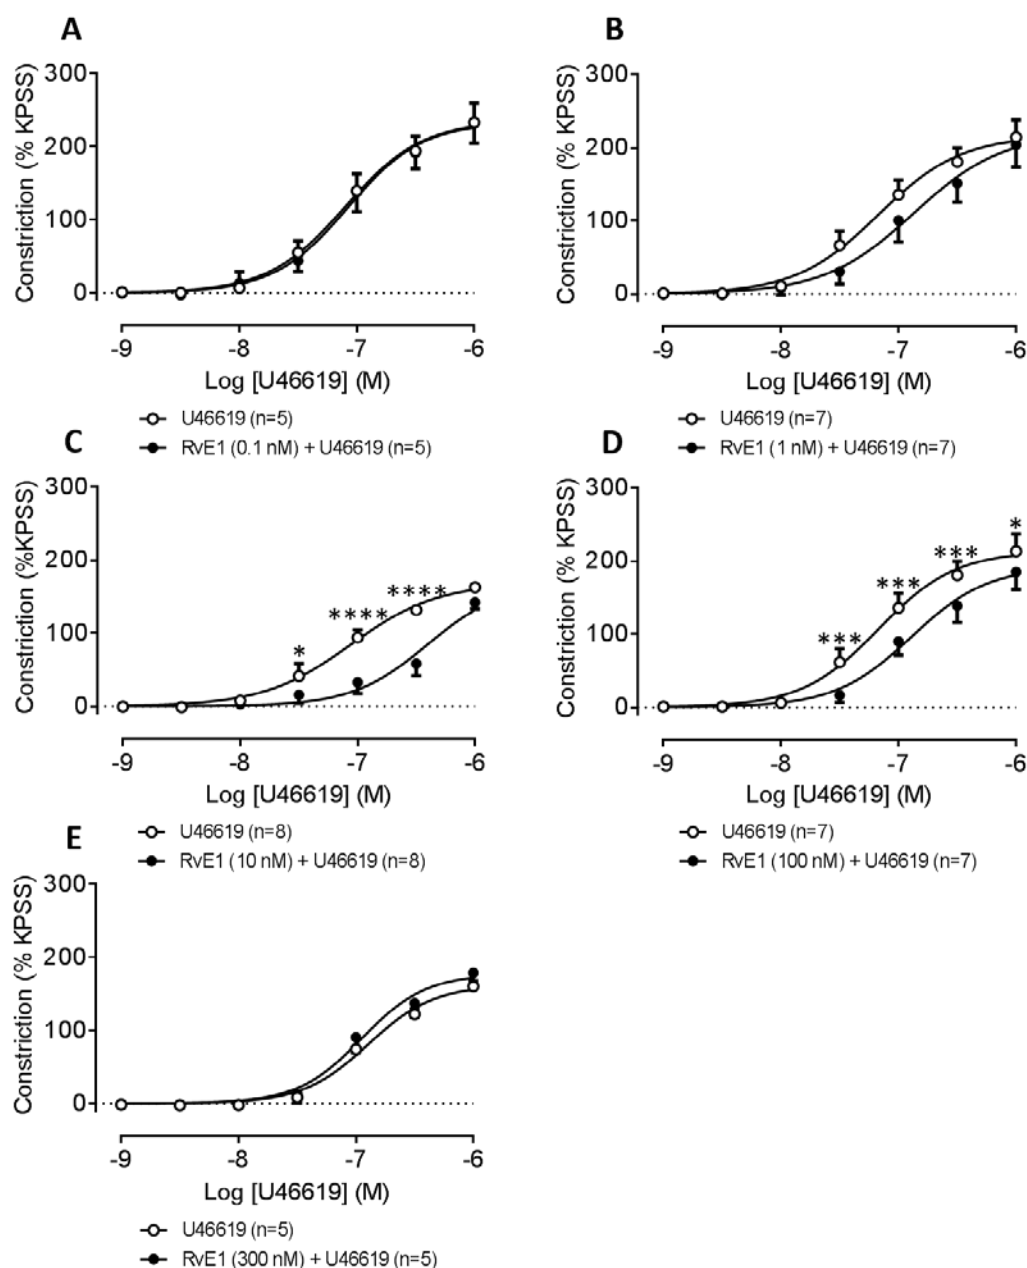 A
Constriction (% KPSS)
300
200
100
0
-9 -8 -7 -6
Log [U46619] (M)
U46619 (n=5)
RvE1 (0.1 nM) + U46619 (n=5)
B
Constriction (% KPSS)
300
200
100
0
-9 -8 -7 -6
Log [U46619] (M)
U46619 (n=7)
RvE1 (1 nM) + U46619 (n=7)
C
Constriction (%KPSS)
300
200
100
0
* **** ****
-9 -8 -7 -6
Log [U46619] (M)
U46619 (n=8)
RvE1 (10 nM) + U46619 (n=8)
D
Constriction (% KPSS)
300
200
100
0
*** *** *** *
-9 -8 -7 -6
Log [U46619] (M)
U46619 (n=7)
RvE1 (100 nM) + U46619 (n=7)
E
Constriction (% KPSS)
300
200
100
0
-9 -8 -7 -6
Log [U46619] (M)
U46619 (n=5)
RvE1 (300 nM) + U46619 (n=5)